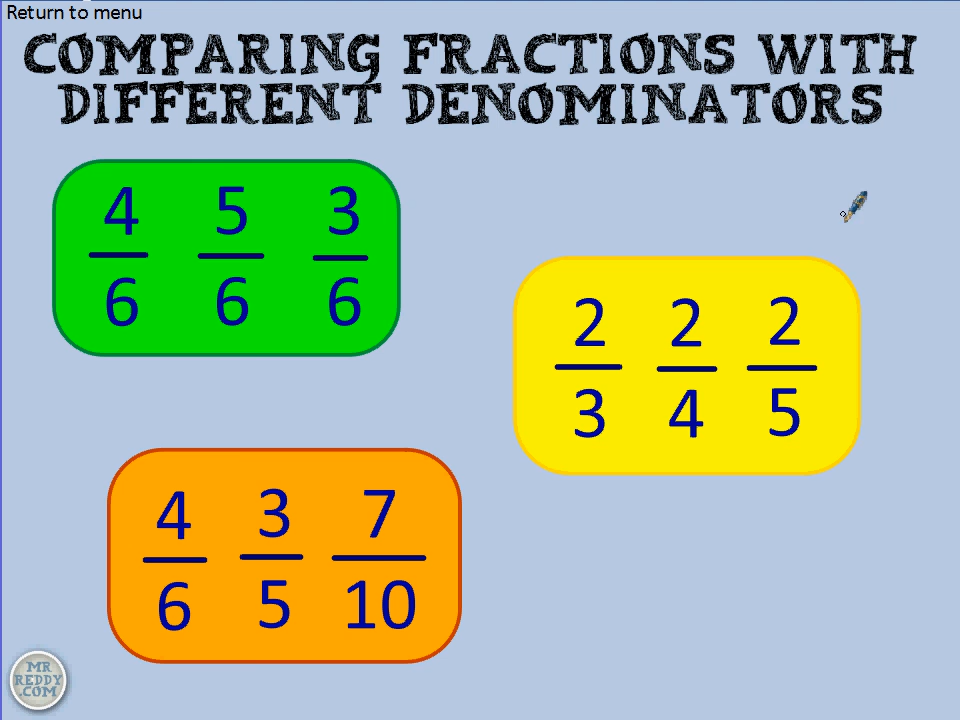 Return to menu
COMPARING FRACTIONS WITH
DIFFERENT DENOMINATORS
4 5 3
6 6 6
2 2 2
3 4 5
4 3 7
6 5 10
MR
REDDY
.COM